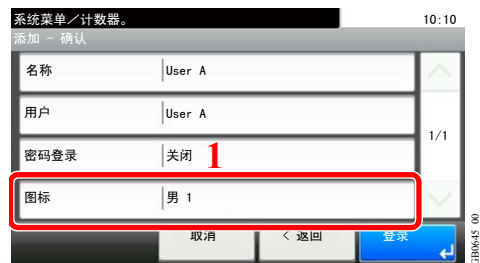 系统菜单／计数器。 10:10
添加 - 确认
名称 User A
用户 User A
1/1
密码登录 关闭 1
图标 男 1
取消 < 返回 登录
GB0645_00